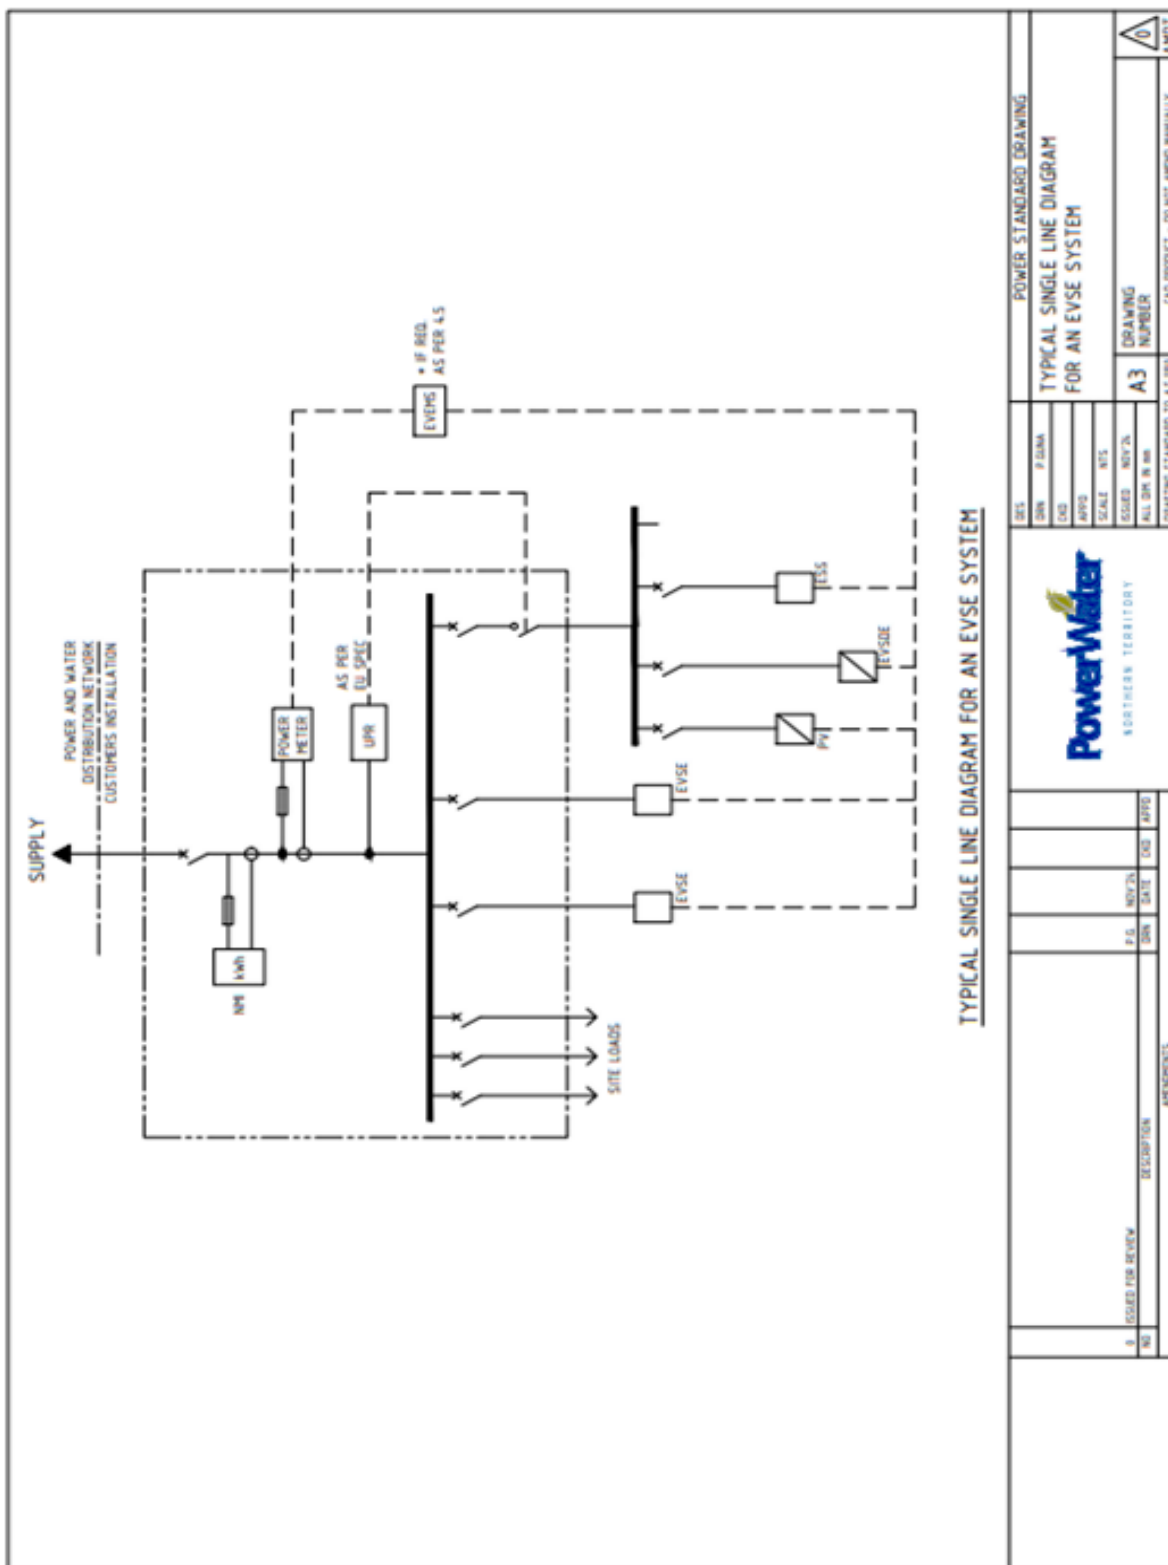 SUPPLY
POWER AND WATER
DISTRIBUTION NETWORK
CUSTOMERS INSTALLATION
NMI
kWh
POWER
METER
AS PER
EU SPEC
UPR
EVEMS
* IF REQ.
AS PER 4.5
SITE LOADS
EVSE
EVSE
PV
EVSDE
ESS
TYPICAL SINGLE LINE DIAGRAM FOR AN EVSE SYSTEM
0 ISSUED FOR REVIEW P.G. NOV'24
NO DESCRIPTION DRN DATE CKD APPD
AMENDMENTS
PowerWater
NORTHERN TERRITORY
DES
DRN P.GUNA
CKD
APPD
SCALE NTS
ISSUED NOV'24
ALL DIM IN mm
POWER STANDARD DRAWING
TYPICAL SINGLE LINE DIAGRAM
FOR AN EVSE SYSTEM
A3
DRAWING
NUMBER
0